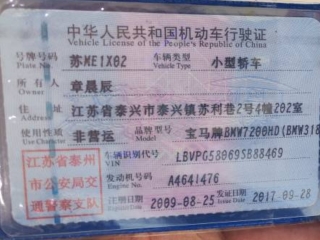 中华人民共和国机动车行驶证
Vehicle License of the People's Republic of China
号牌号码 苏ME1X02 车辆类型 小型轿车
Plate No. Vehicle Type
所有人 章晨辰
Owner
住址 江苏省泰兴市泰兴镇苏利巷2号4幢202室
Address
使用性质 非营运 品牌型号 宝马牌BMW7200HD(BMW318
Use Character Model
江苏省泰州市公安局交通警察支队
车辆识别代号 LBVPG58069SB88469
VIN
发动机号码 A4641476
Engine No.
注册日期 2009-08-25 发证日期 2017-09-28